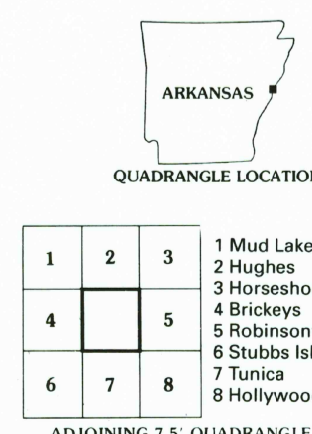 ARKANSAS
QUADRANGLE LOCATION
1 2 3
4 5
6 7 8
1 Mud Lake
2 Hughes
3 Horsesho
4 Brickeys
5 Robinson
6 Stubbs Isl
7 Tunica
8 Hollywoo
ADJOINING 7.5' QUADRANGLE